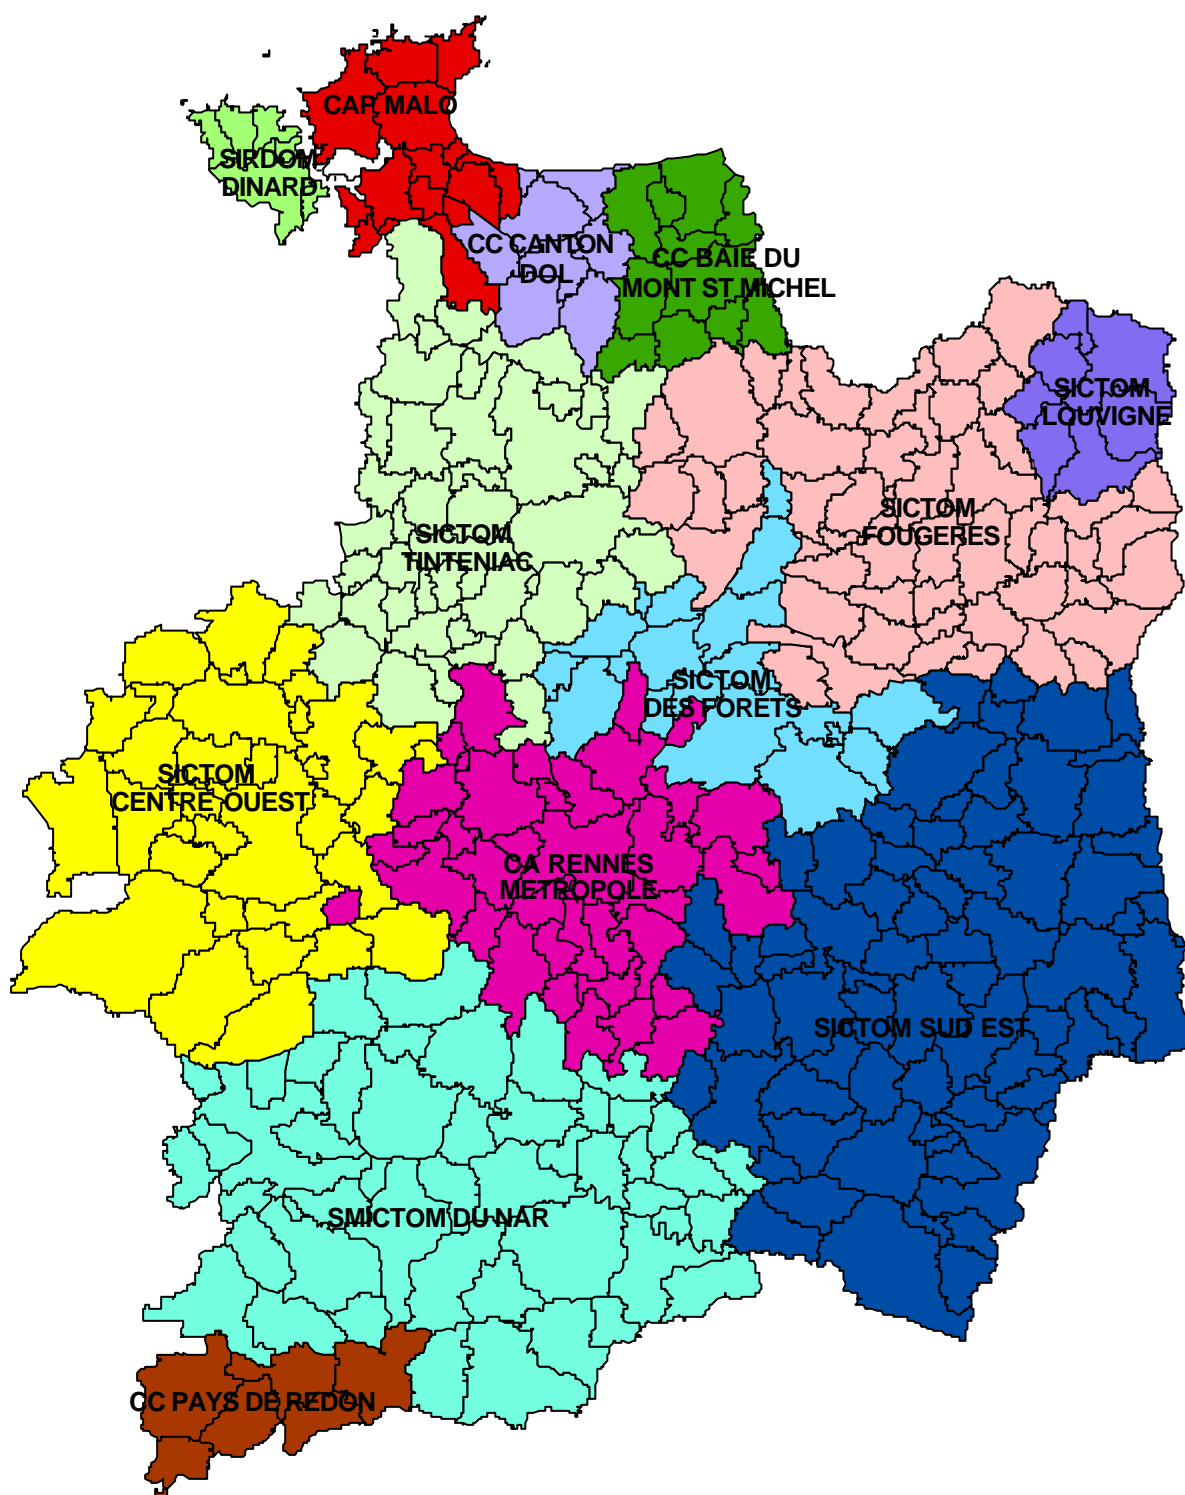 CAP MALO
SIRDOM
DINARD
CC CANTON
DOL
CC BAIE DU
MONT ST MICHEL
SICTOM
LOUVIGNE
SICTOM
FOUGERES
SICTOM
TINTENIAC
SICTOM
DES FORETS
SICTOM
CENTRE OUEST
CA RENNES
METROPOLE
SICTOM SUD EST
SMICTOM DU NAR
CC PAYS DE REDON